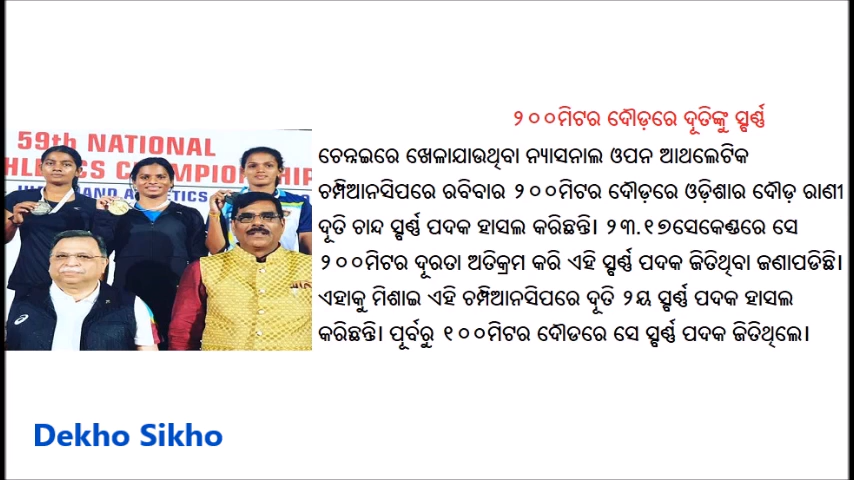 59th NATIONAL
HLETICS CHAMPIONSHIP
୨୦୦ମିଟର ଦୌଡ଼ରେ ଦୂତିଙ୍କୁ ସ୍ବର୍ଣ୍ଣ
ଚେନ୍ନଇରେ ଖେଳାଯାଉଥିବା ନ୍ୟାସନାଲ ଓପନ ଆଥଲେଟିକ
ଚମ୍ପିଆନସିପରେ ରବିବାର ୨୦୦ମିଟର ଦୌଡ଼ରେ ଓଡ଼ିଶାର ଦୌଡ଼ ରାଣୀ
ଦୂତି ଚାନ୍ଦ ସ୍ବର୍ଣ୍ଣ ପଦକ ହାସଲ କରିଛନ୍ତି। ୨୩.୧୭ସେକେଣ୍ଡରେ ସେ
୨୦୦ମିଟର ଦୂରତା ଅତିକ୍ରମ କରି ଏହି ସ୍ବର୍ଣ୍ଣ ପଦକ ଜିତିଥିବା ଜଣାପଡିଛି।
ଏହାକୁ ମିଶାଇ ଏହି ଚମ୍ପିଆନସିପରେ ଦୂତି ୨ୟ ସ୍ବର୍ଣ୍ଣ ପଦକ ହାସଲ
କରିଛନ୍ତି। ପୂର୍ବରୁ ୧୦୦ମିଟର ଦୌଡରେ ସେ ସ୍ବର୍ଣ୍ଣ ପଦକ ଜିତିଥିଲେ।
Dekho Sikho